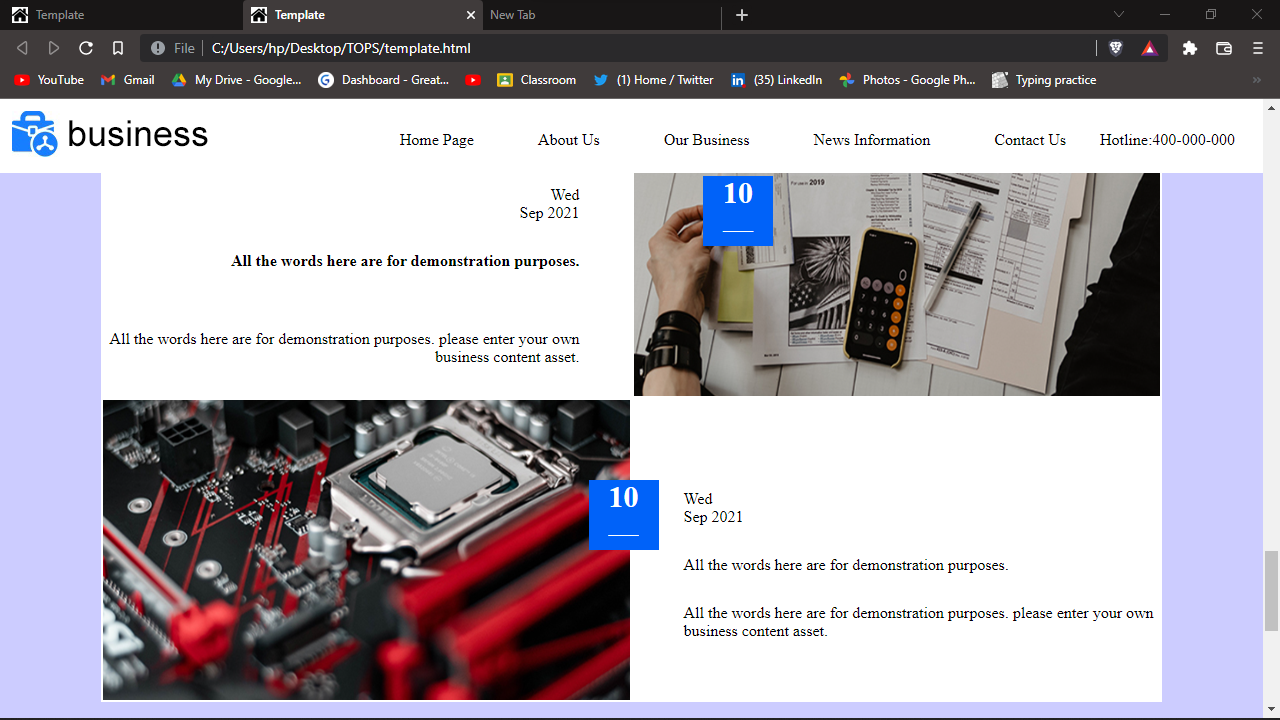 Template
Template
New Tab
File
C:/Users/hp/Desktop/TOPS/template.html
YouTube
Gmail
My Drive - Google...
Dashboard - Great...
Classroom
(1) Home / Twitter
(35) LinkedIn
Photos - Google Ph...
Typing practice
business
Home Page
About Us
Our Business
News Information
Contact Us
Hotline:400-000-000
Wed
Sep 2021
All the words here are for demonstration purposes.
All the words here are for demonstration purposes. please enter your own
business content asset.
10
2019
10
Wed
Sep 2021
All the words here are for demonstration purposes.
All the words here are for demonstration purposes. please enter your own
business content asset.